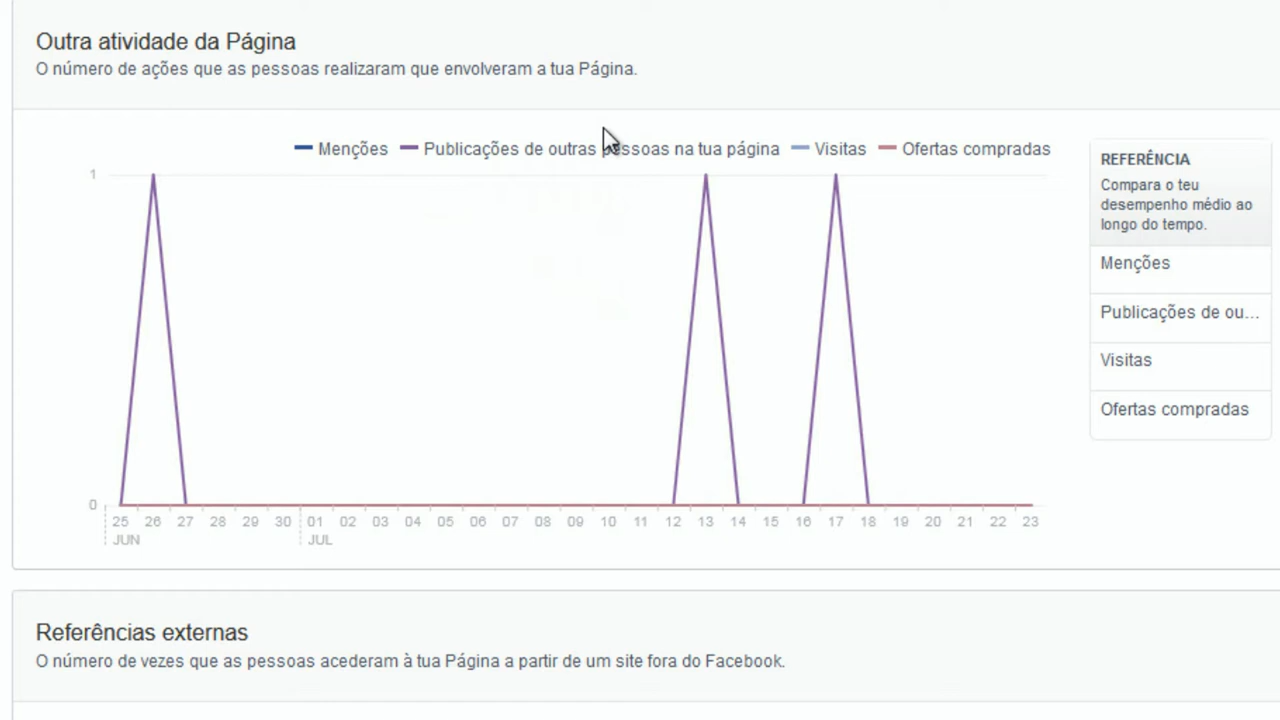 Outra atividade da Página
O número de ações que as pessoas realizaram que envolveram a tua Página.
Menções Publicações de outras pessoas na tua página Visitas Ofertas compradas
1
0
25 26 27 28 29 30 01 02 03 04 05 06 07 08 09 10 11 12 13 14 15 16 17 18 19 20 21 22 23
JUN JUL
REFERÊNCIA
Compara o teu
desempenho médio ao
longo do tempo.
Menções
Publicações de ou...
Visitas
Ofertas compradas
Referências externas
O número de vezes que as pessoas acederam à tua Página a partir de um site fora do Facebook.